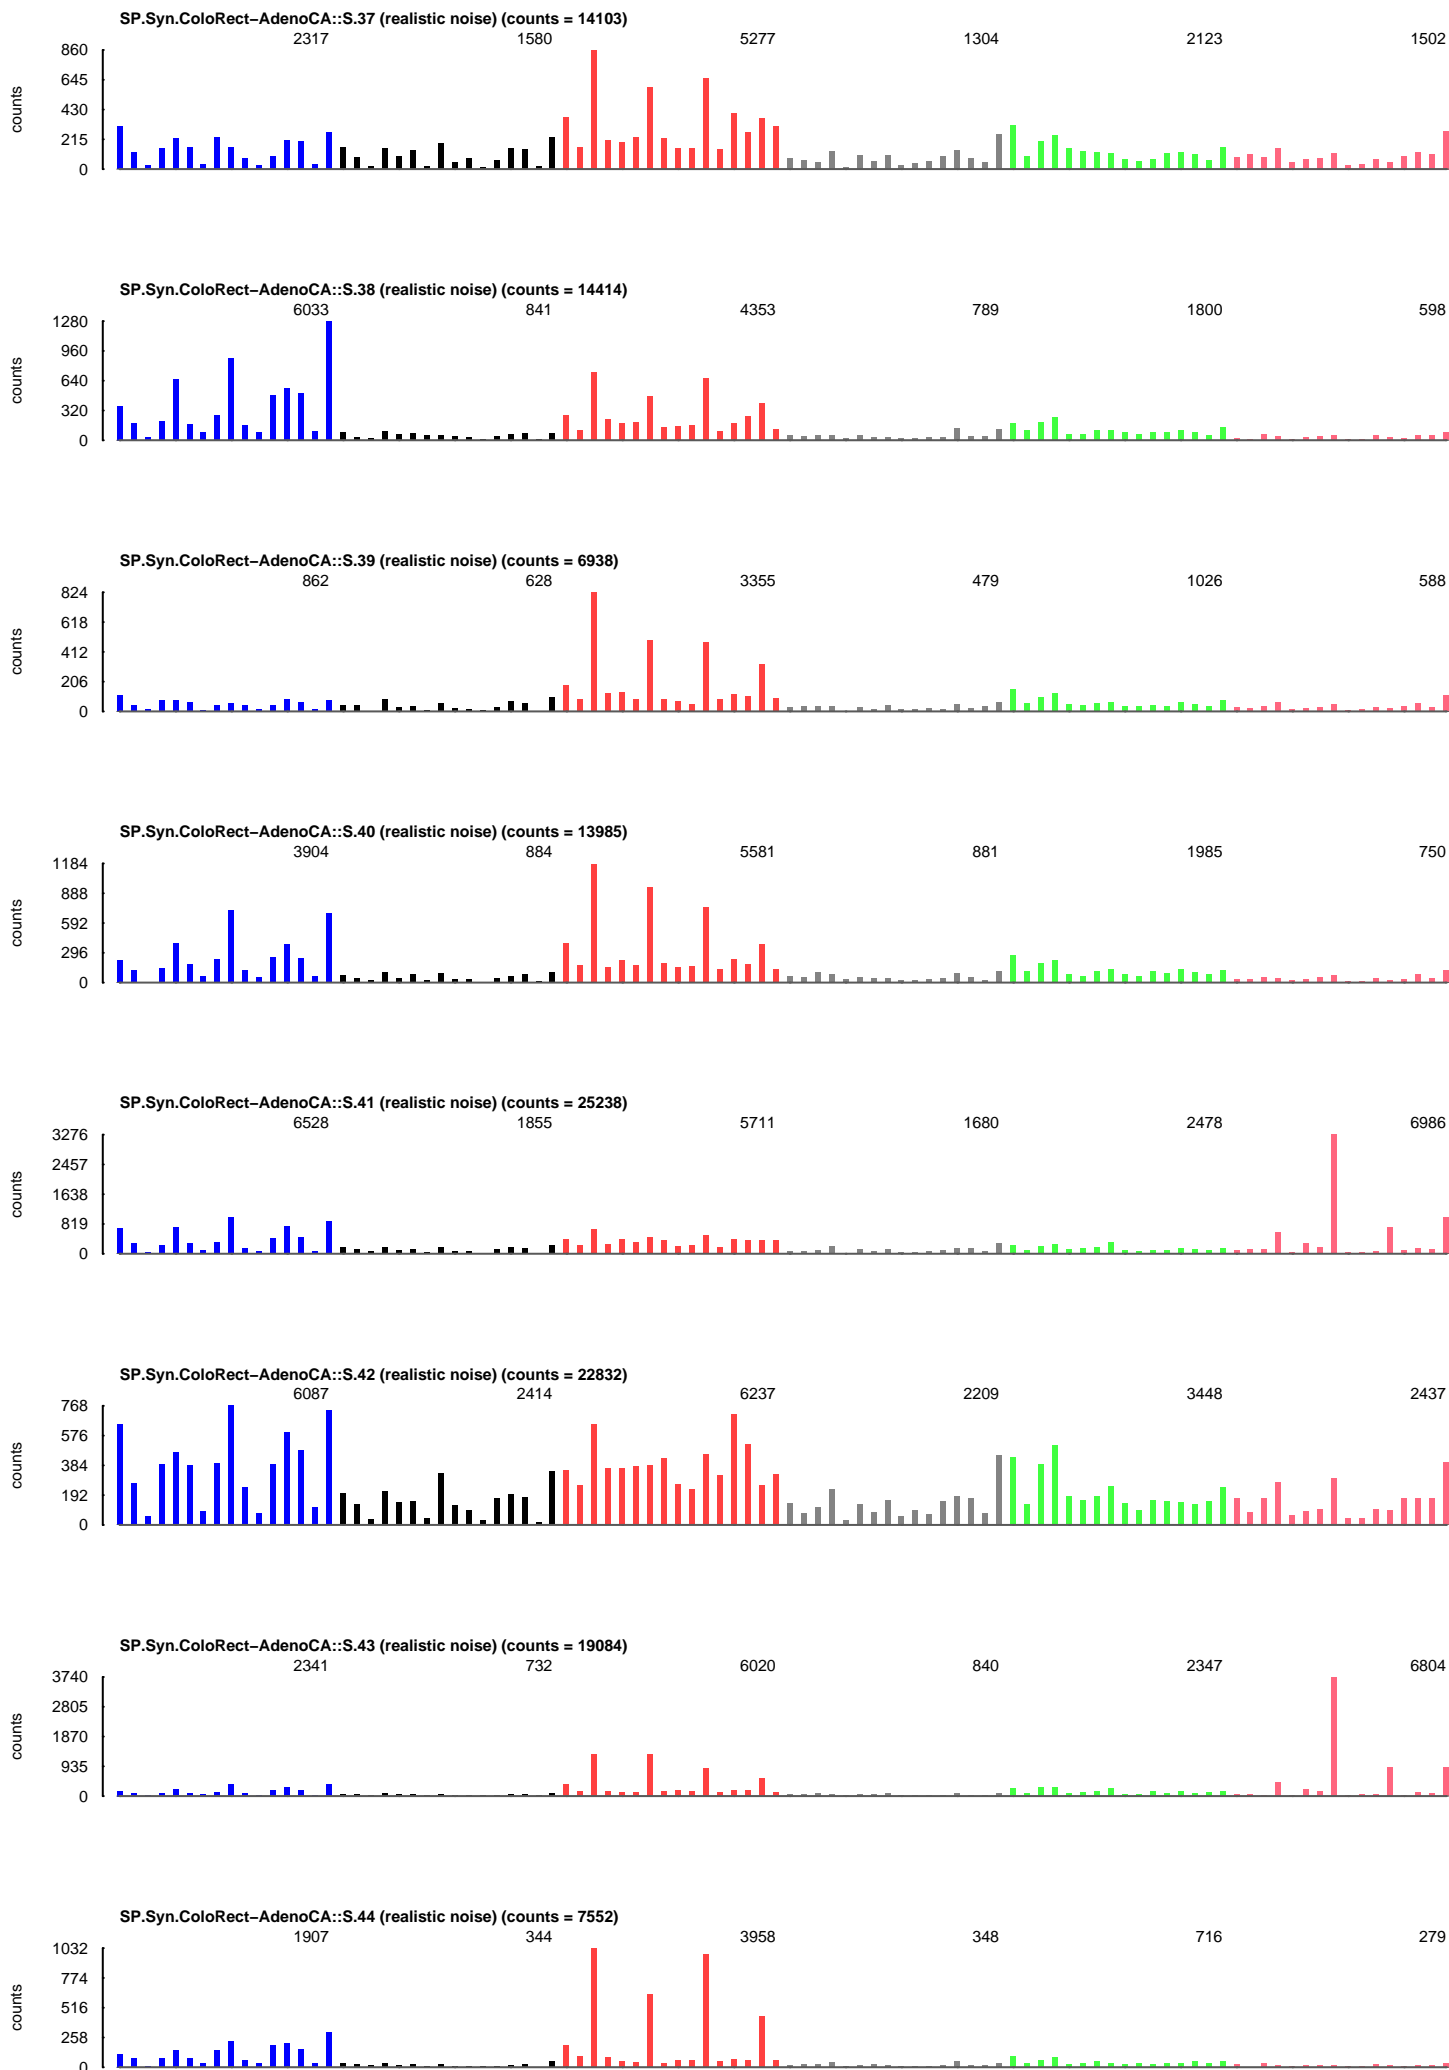 SP.Syn.ColoRect−AdenoCA::S.37 (realistic noise) (counts = 14103)
2317 1580 5277 1304 2123 1502
860
645
430
215
0
counts
SP.Syn.ColoRect−AdenoCA::S.38 (realistic noise) (counts = 14414)
6033 841 4353 789 1800 598
1280
960
640
320
0
counts
SP.Syn.ColoRect−AdenoCA::S.39 (realistic noise) (counts = 6938)
862 628 3355 479 1026 588
824
618
412
206
0
counts
SP.Syn.ColoRect−AdenoCA::S.40 (realistic noise) (counts = 13985)
3904 884 5581 881 1985 750
1184
888
592
296
0
counts
SP.Syn.ColoRect−AdenoCA::S.41 (realistic noise) (counts = 25238)
6528 1855 5711 1680 2478 6986
3276
2457
1638
819
0
counts
SP.Syn.ColoRect−AdenoCA::S.42 (realistic noise) (counts = 22832)
6087 2414 6237 2209 3448 2437
768
576
384
192
0
counts
SP.Syn.ColoRect−AdenoCA::S.43 (realistic noise) (counts = 19084)
2341 732 6020 840 2347 6804
3740
2805
1870
935
0
counts
SP.Syn.ColoRect−AdenoCA::S.44 (realistic noise) (counts = 7552)
1907 344 3958 348 716 279
1032
774
516
258
0
counts